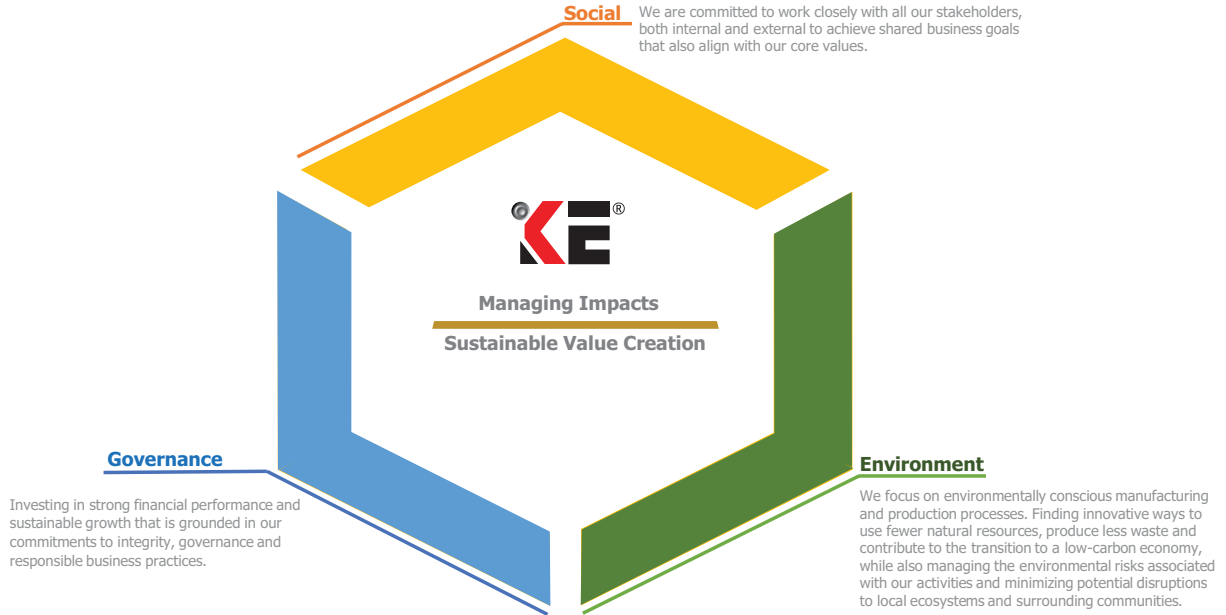 Social
We are committed to work closely with all our stakeholders,
both internal and external to achieve shared business goals
that also align with our core values.
KE®
Managing Impacts
Sustainable Value Creation
Governance
Investing in strong financial performance and
sustainable growth that is grounded in our
commitments to integrity, governance and
responsible business practices.
Environment
We focus on environmentally conscious manufacturing
and production processes. Finding innovative ways to
use fewer natural resources, produce less waste and
contribute to the transition to a low-carbon economy,
while also managing the environmental risks associated
with our activities and minimizing potential disruptions
to local ecosystems and surrounding communities.